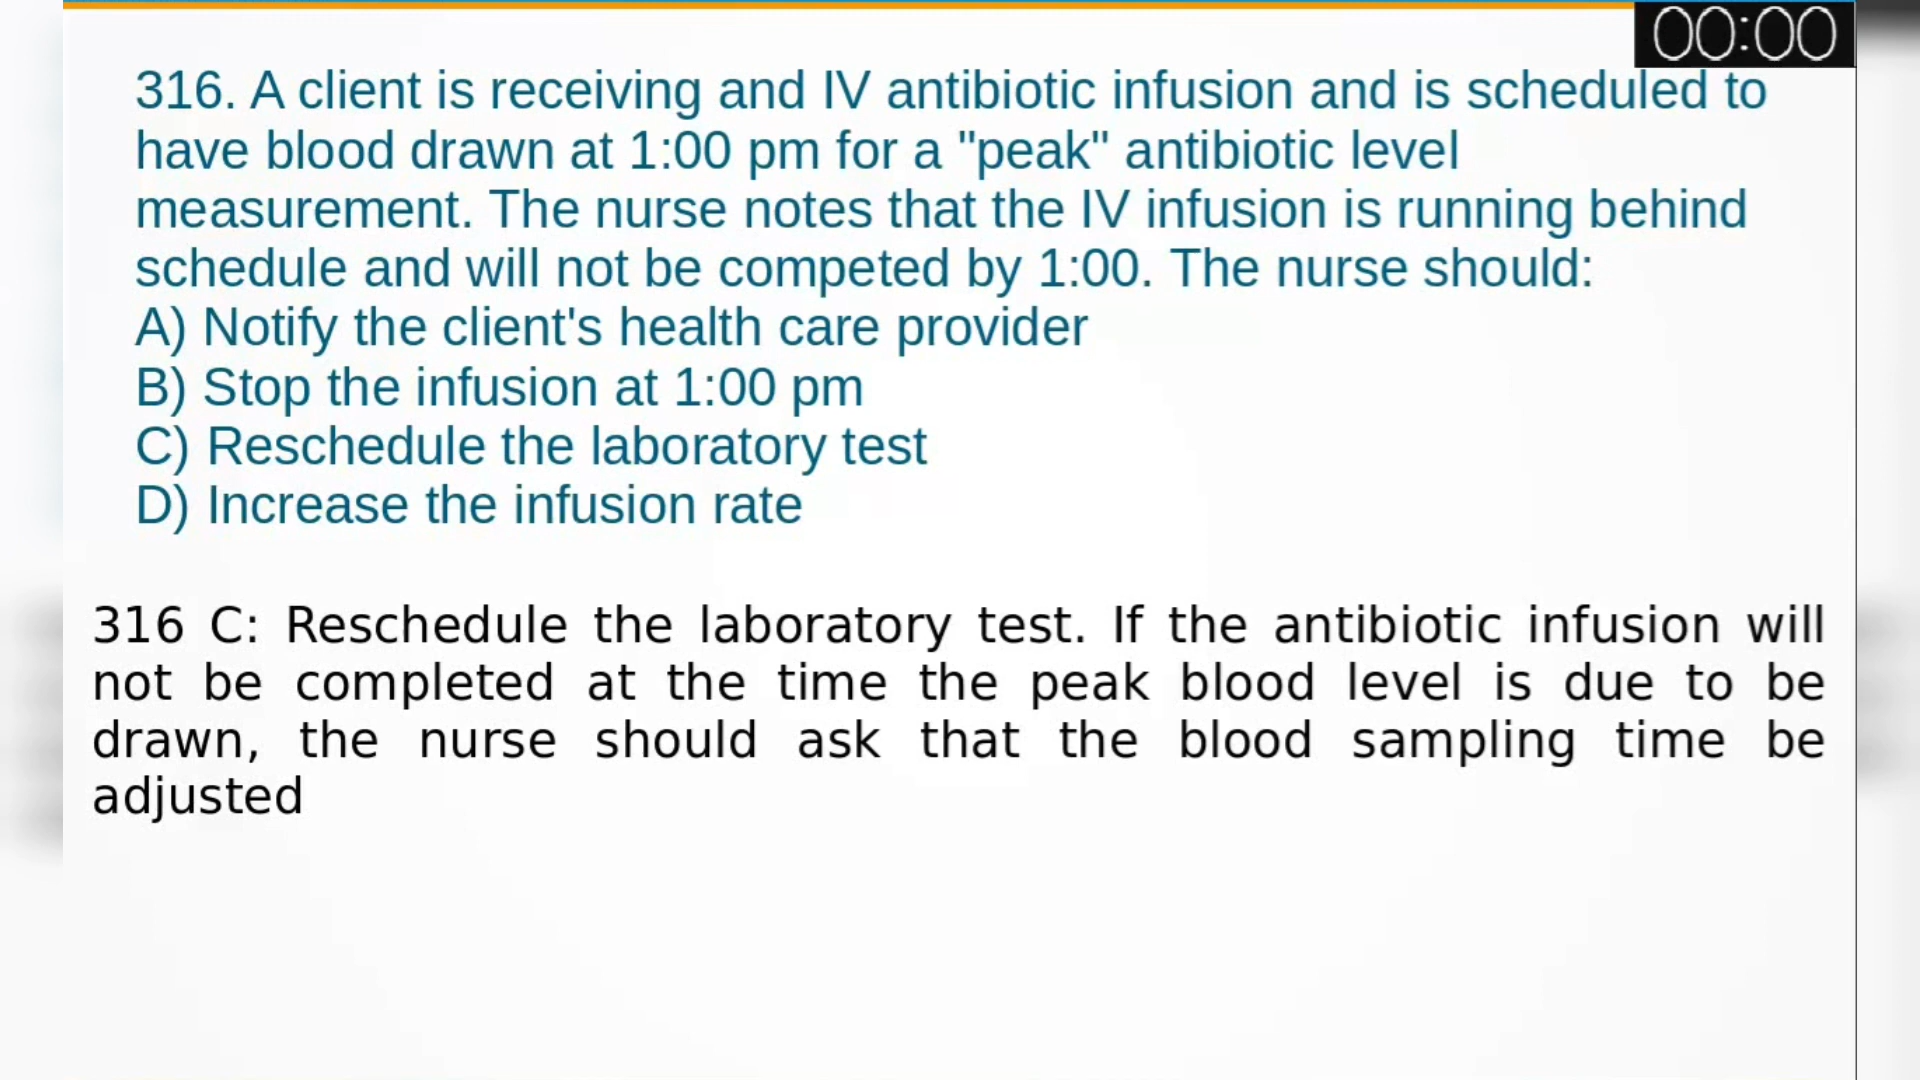 00:00
316. A client is receiving and IV antibiotic infusion and is scheduled to
have blood drawn at 1:00 pm for a "peak" antibiotic level
measurement. The nurse notes that the IV infusion is running behind
schedule and will not be competed by 1:00. The nurse should:
A) Notify the client's health care provider
B) Stop the infusion at 1:00 pm
C) Reschedule the laboratory test
D) Increase the infusion rate
316 C: Reschedule the laboratory test. If the antibiotic infusion will
not be completed at the time the peak blood level is due to be
drawn, the nurse should ask that the blood sampling time be
adjusted